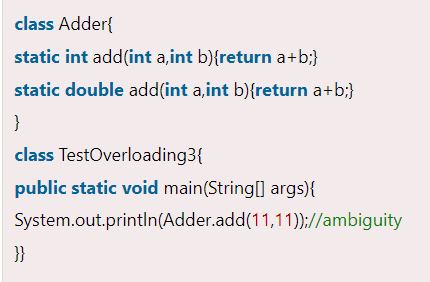 class Adder{
static int add(int a,int b){return a+b;}
static double add(int a,int b){return a+b;}
}
class TestOverloading3{
public static void main(String[] args){
System.out.println(Adder.add(11,11));//ambiguity
}}